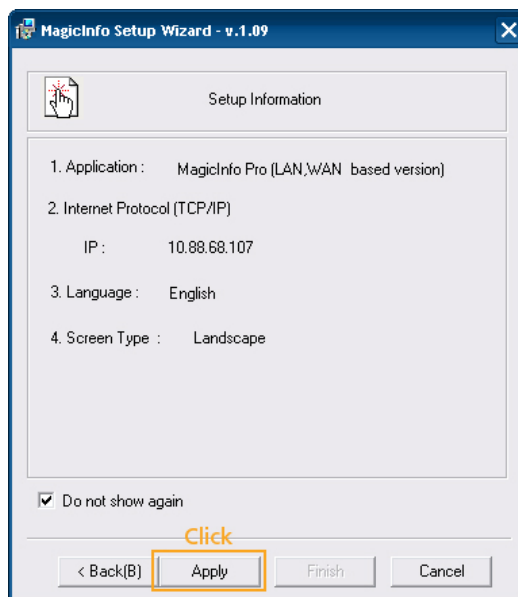 MagicInfo Setup Wizard - v.1.09
Setup Information
1. Application : MagicInfo Pro (LAN,WAN based version)
2. Internet Protocol (TCP/IP)
IP : 10.88.68.107
3. Language : English
4. Screen Type : Landscape
Do not show again
Click
< Back(B) Apply Finish Cancel